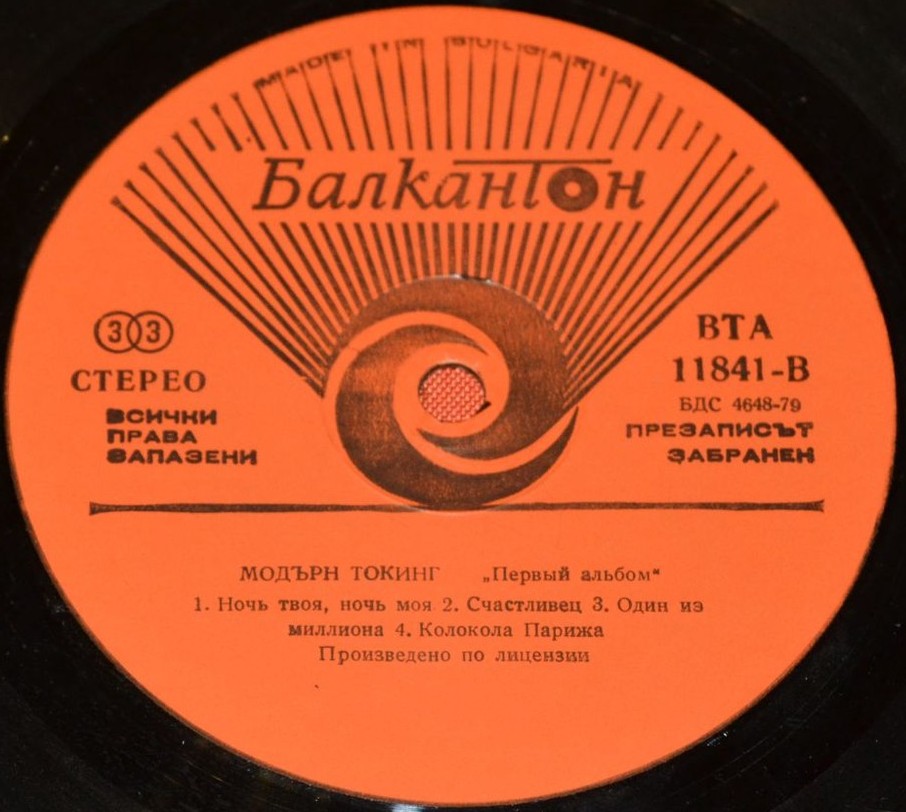 MADE IN BULGARIA
Балкантон
33
СТЕРЕО
ВСИЧКИ
ПРАВА
ЗАПАЗЕНИ
ВТА
11841-В
БДС 4648-79
ПРЕЗАПИСЪТ
ЗАБРАНЕН
МОДЪРН ТОКИНГ „Первый альбом“
1. Ночь твоя, ночь моя 2. Счастливец 3. Один из
миллиона 4. Колокола Парижа
Произведено по лицензии